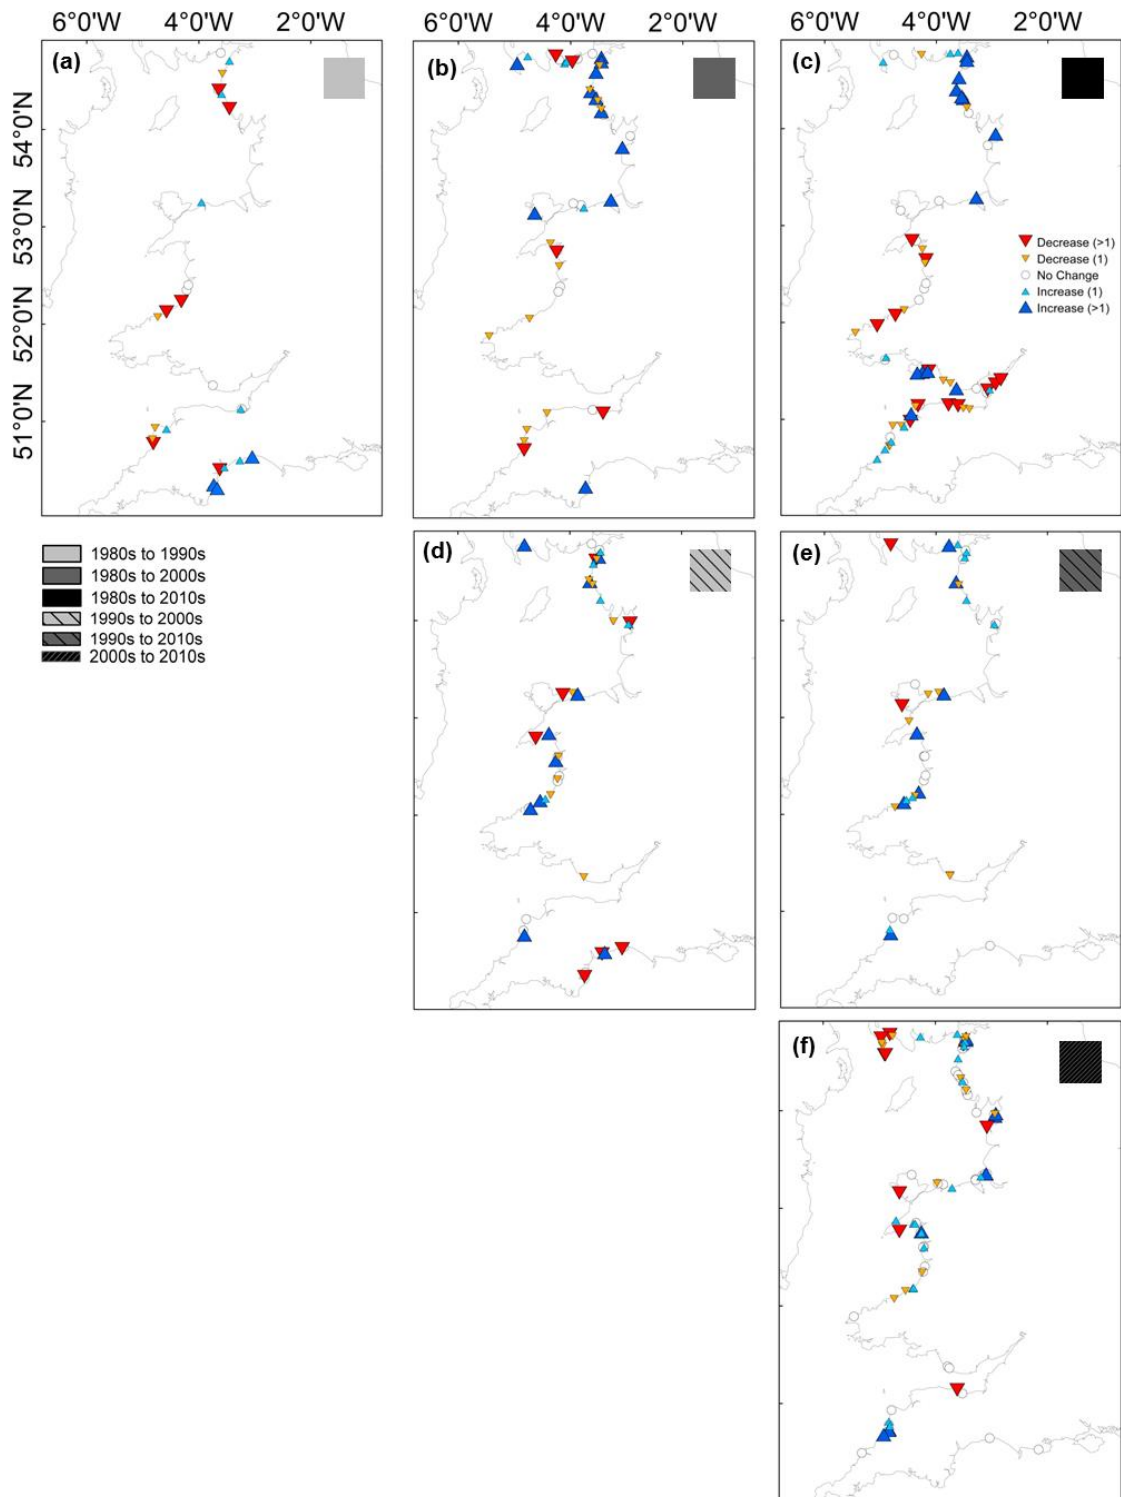 6°0'W 4°0'W 2°0'W 6°0'W 4°0'W 2°0'W 6°0'W 4°0'W 2°0'W
(a)
(b)
(c)
54°0'N
53°0'N
52°0'N
51°0'N
Decrease (>1)
Decrease (1)
No Change
Increase (1)
Increase (>1)
1980s to 1990s
1980s to 2000s
1980s to 2010s
1990s to 2000s
1990s to 2010s
2000s to 2010s
(d)
(e)
(f)